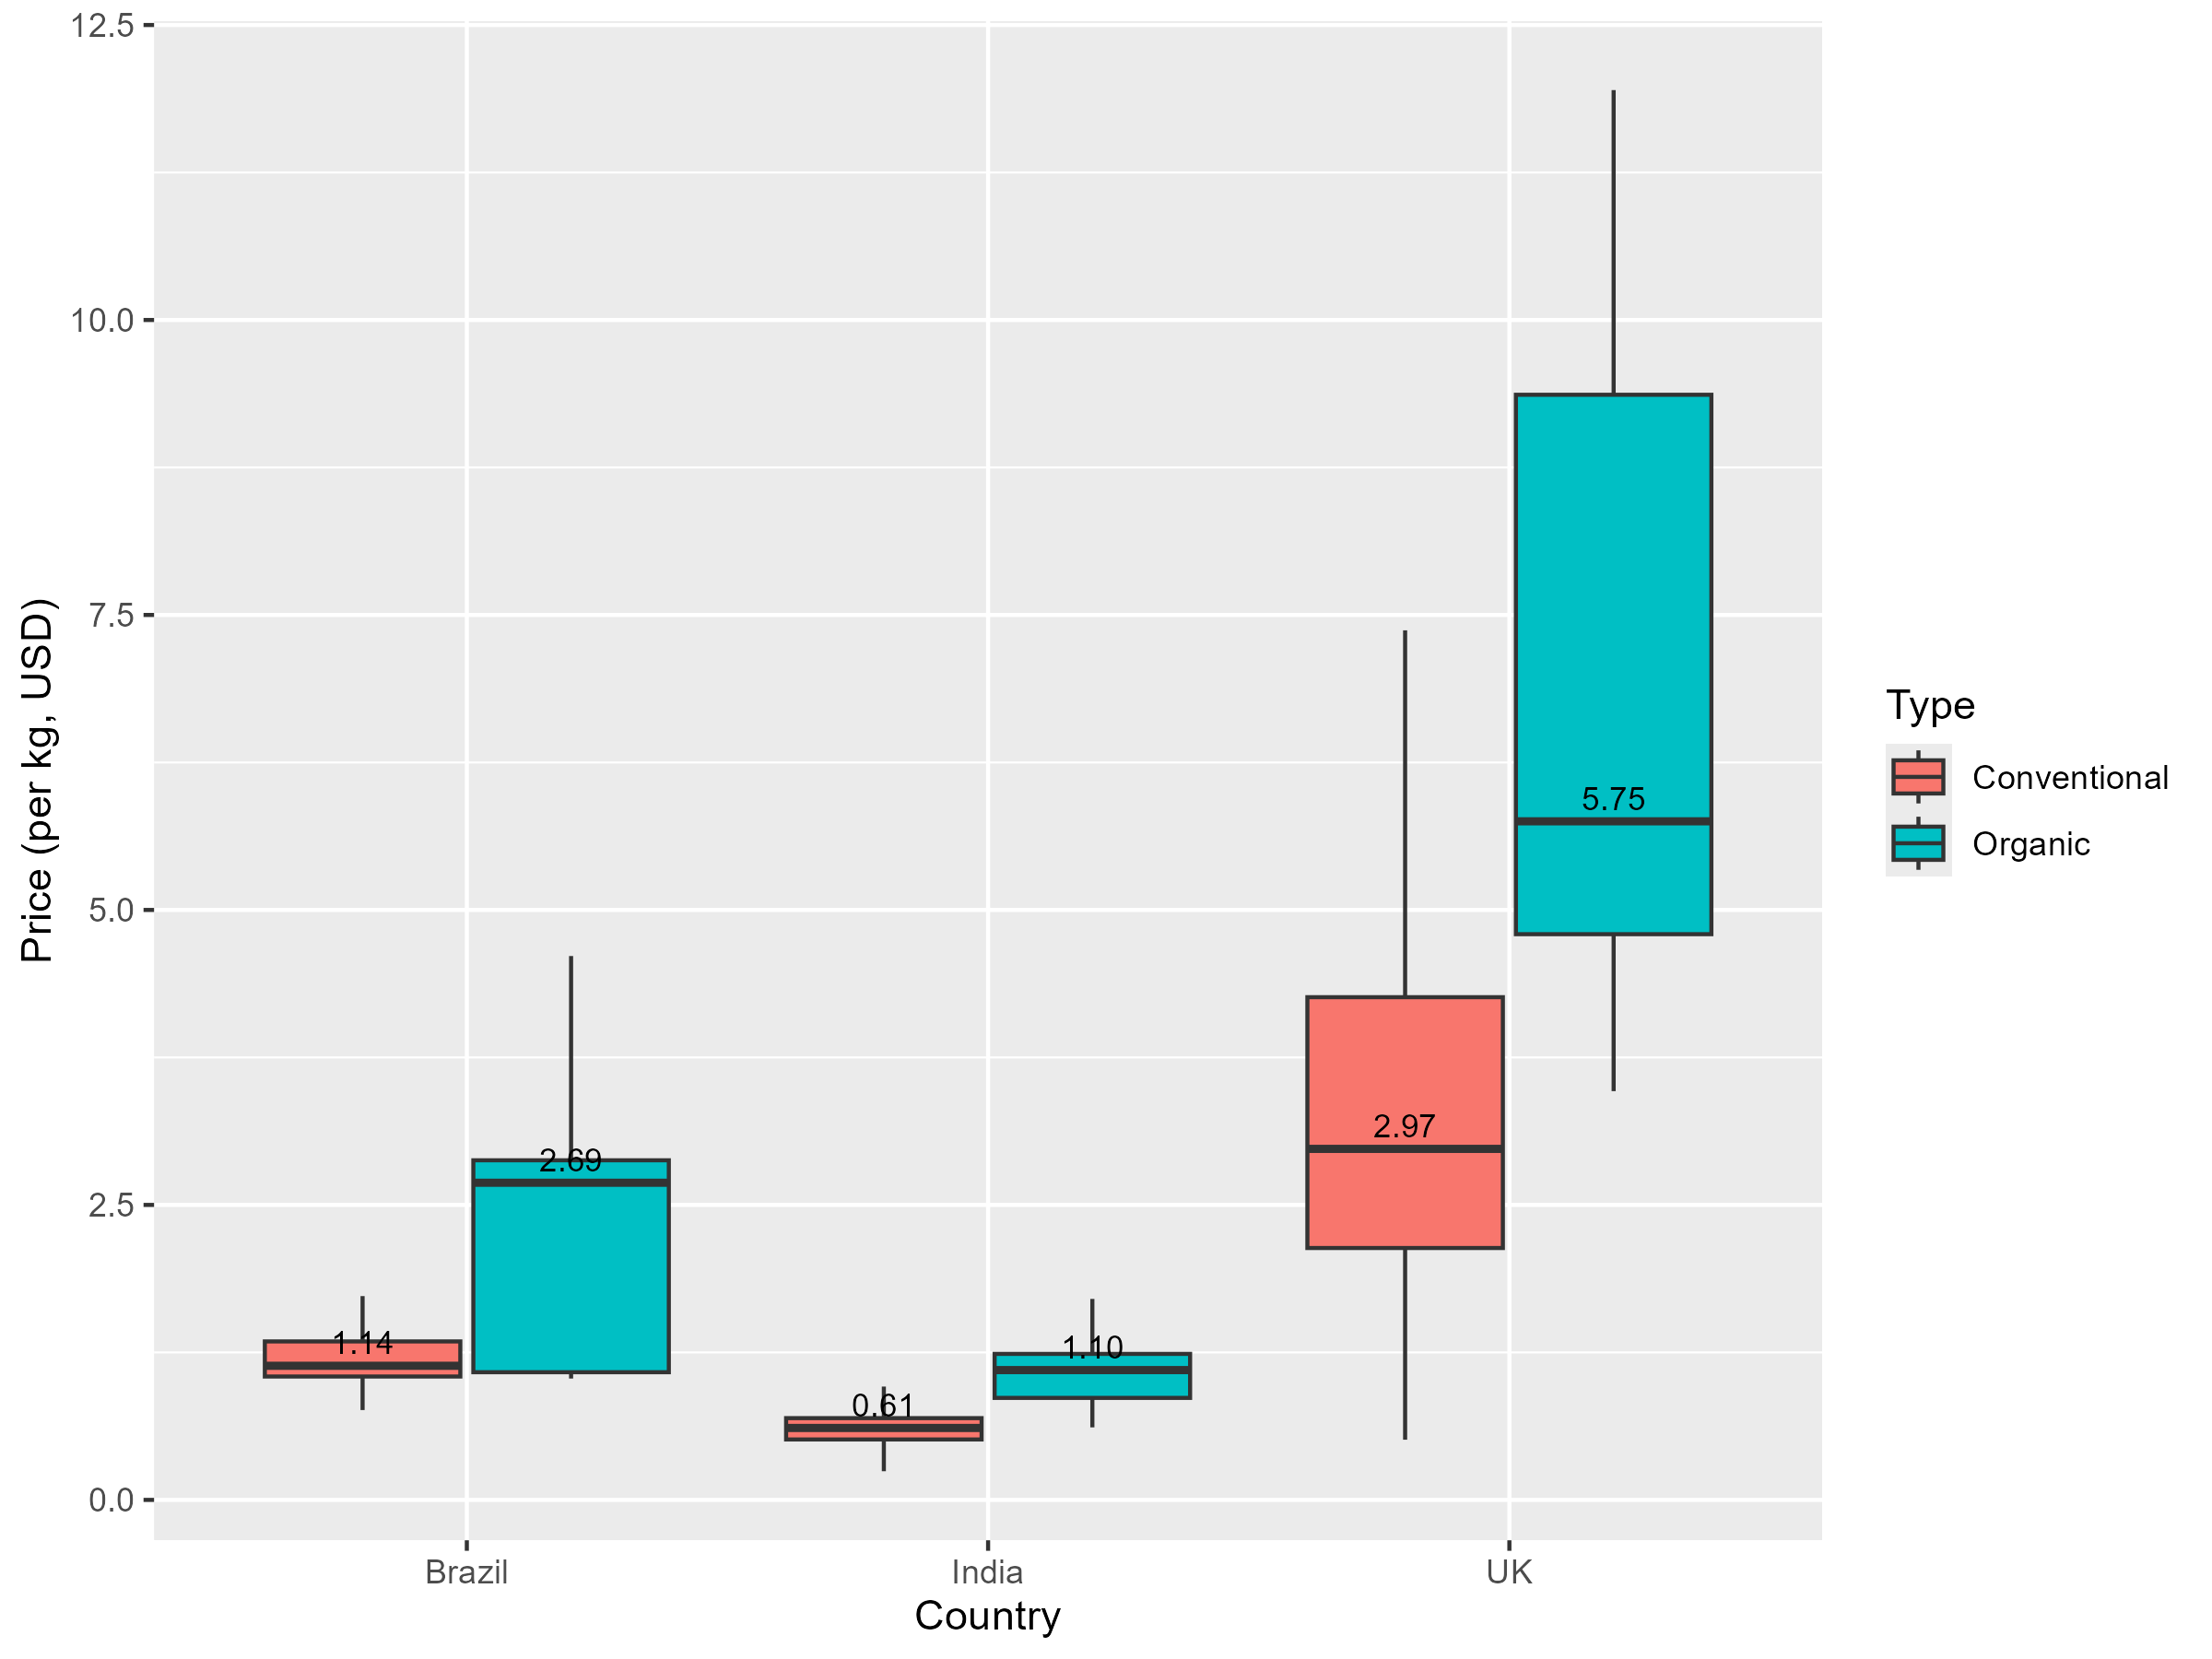 12.5
10.0
7.5
5.0
2.5
0.0
Price (per kg, USD)
1.14
2.69
0.61
1.10
2.97
5.75
Brazil
India
UK
Country
Type
Conventional
Organic